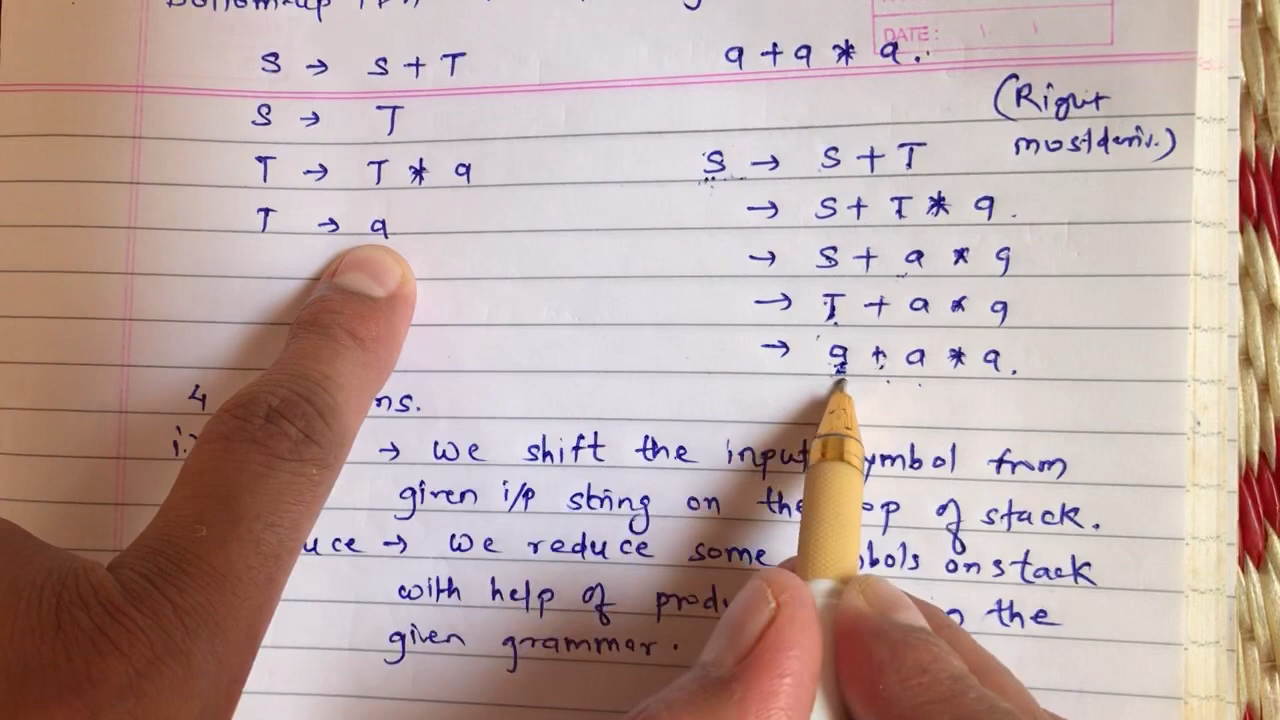 DATE:
S → S + T
a + a * a.
S → T
(Right
most deriv.)
T → T * a
T → a
S → S + T
→ S + T * a.
→ S + a * a
→ T + a * a
→ a + a * a.
4 ns.
→ we shift the input ymbol from
given i/p string on the op of stack.
uce → we reduce some bols on stack
with help of produ the
given grammar.